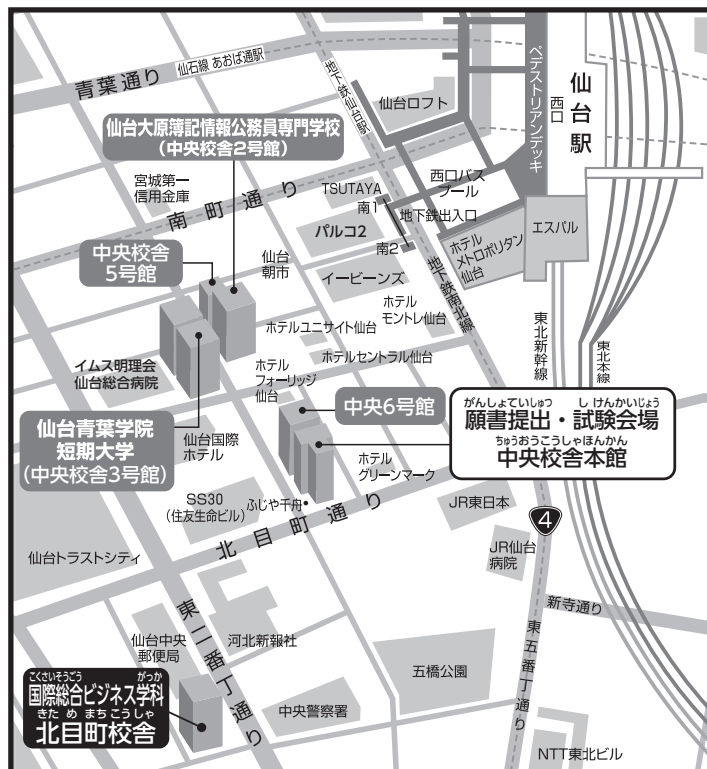 青葉通り
仙石線 あおば通駅
地下鉄仙台駅
仙台ロフト
ペデストリアンデッキ
西口
仙台駅
仙台大原簿記情報公務員専門学校
(中央校舎2号館)
宮城第一
信用金庫
南町通り
TSUTAYA
南1
西口バス
プール
地下鉄出入口
パルコ2
南2
ホテル
メトロポリタン
仙台
エスパル
中央校舎
5号館
仙台
朝市
イービーンズ
地下鉄南北線
ホテル
モントレ仙台
東北新幹線
東北本線
ホテルユニサイト仙台
ホテルセントラル仙台
イムス明理会
仙台総合病院
ホテル
フォーリッジ
仙台
中央6号館
がんしょていしゅつ しけんかいじょう
願書提出・試験会場
ちゅうおうこうしゃほんかん
中央校舎本館
仙台青葉学院
短期大学
(中央校舎3号館)
仙台国際
ホテル
ホテル
グリーンマーク
SS30
(住友生命ビル)
ふじや千舟
北目町通り
JR東日本
4
JR仙台
病院
仙台トラストシティ
新寺通り
東二番丁通り
仙台中央
郵便局
河北新報社
五橋公園
東五番丁通り
こくさいそうごう がっか
国際総合ビジネス学科
きためまちこうしゃ
北目町校舎
中央警察署
NTT東北ビル